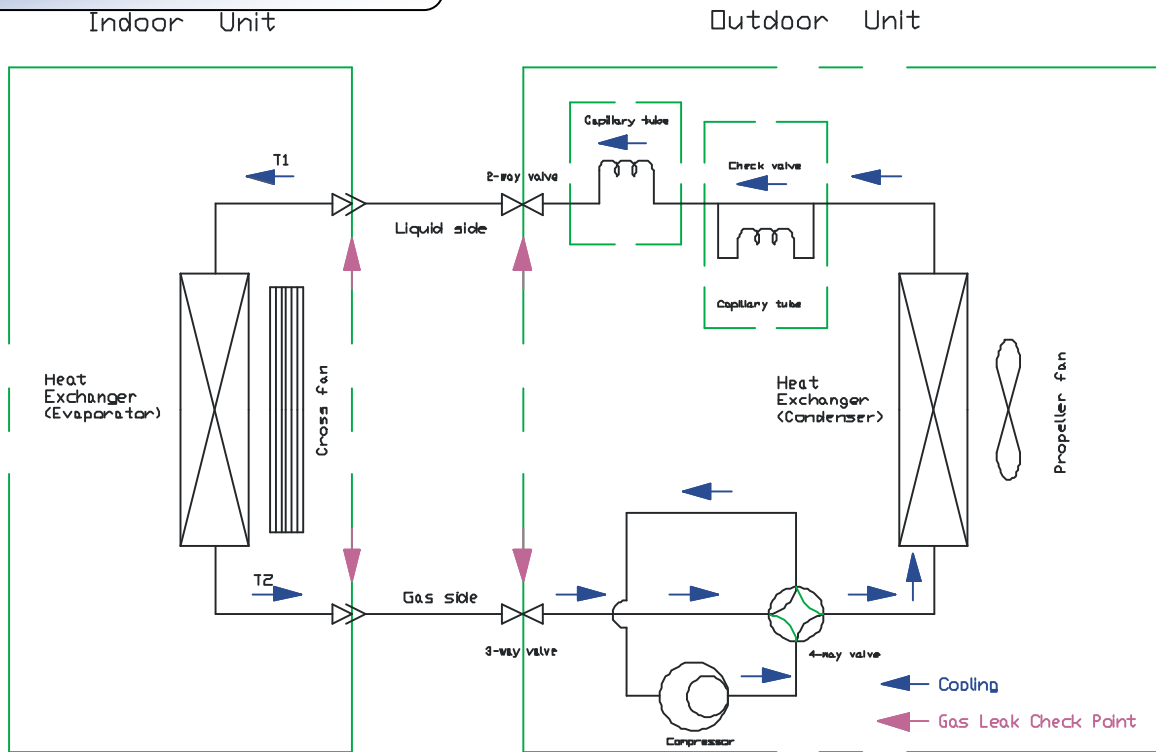 Indoor Unit
Outdoor Unit
Capillary tube
T1
2-way valve
Check valve
Liquid side
Capillary tube
Heat
Exchanger
(Evaporator)
Cross fan
Heat
Exchanger
(Condenser)
Propeller fan
T2
Gas side
3-way valve
4-way valve
Compressor
Cooling
Gas Leak Check Point